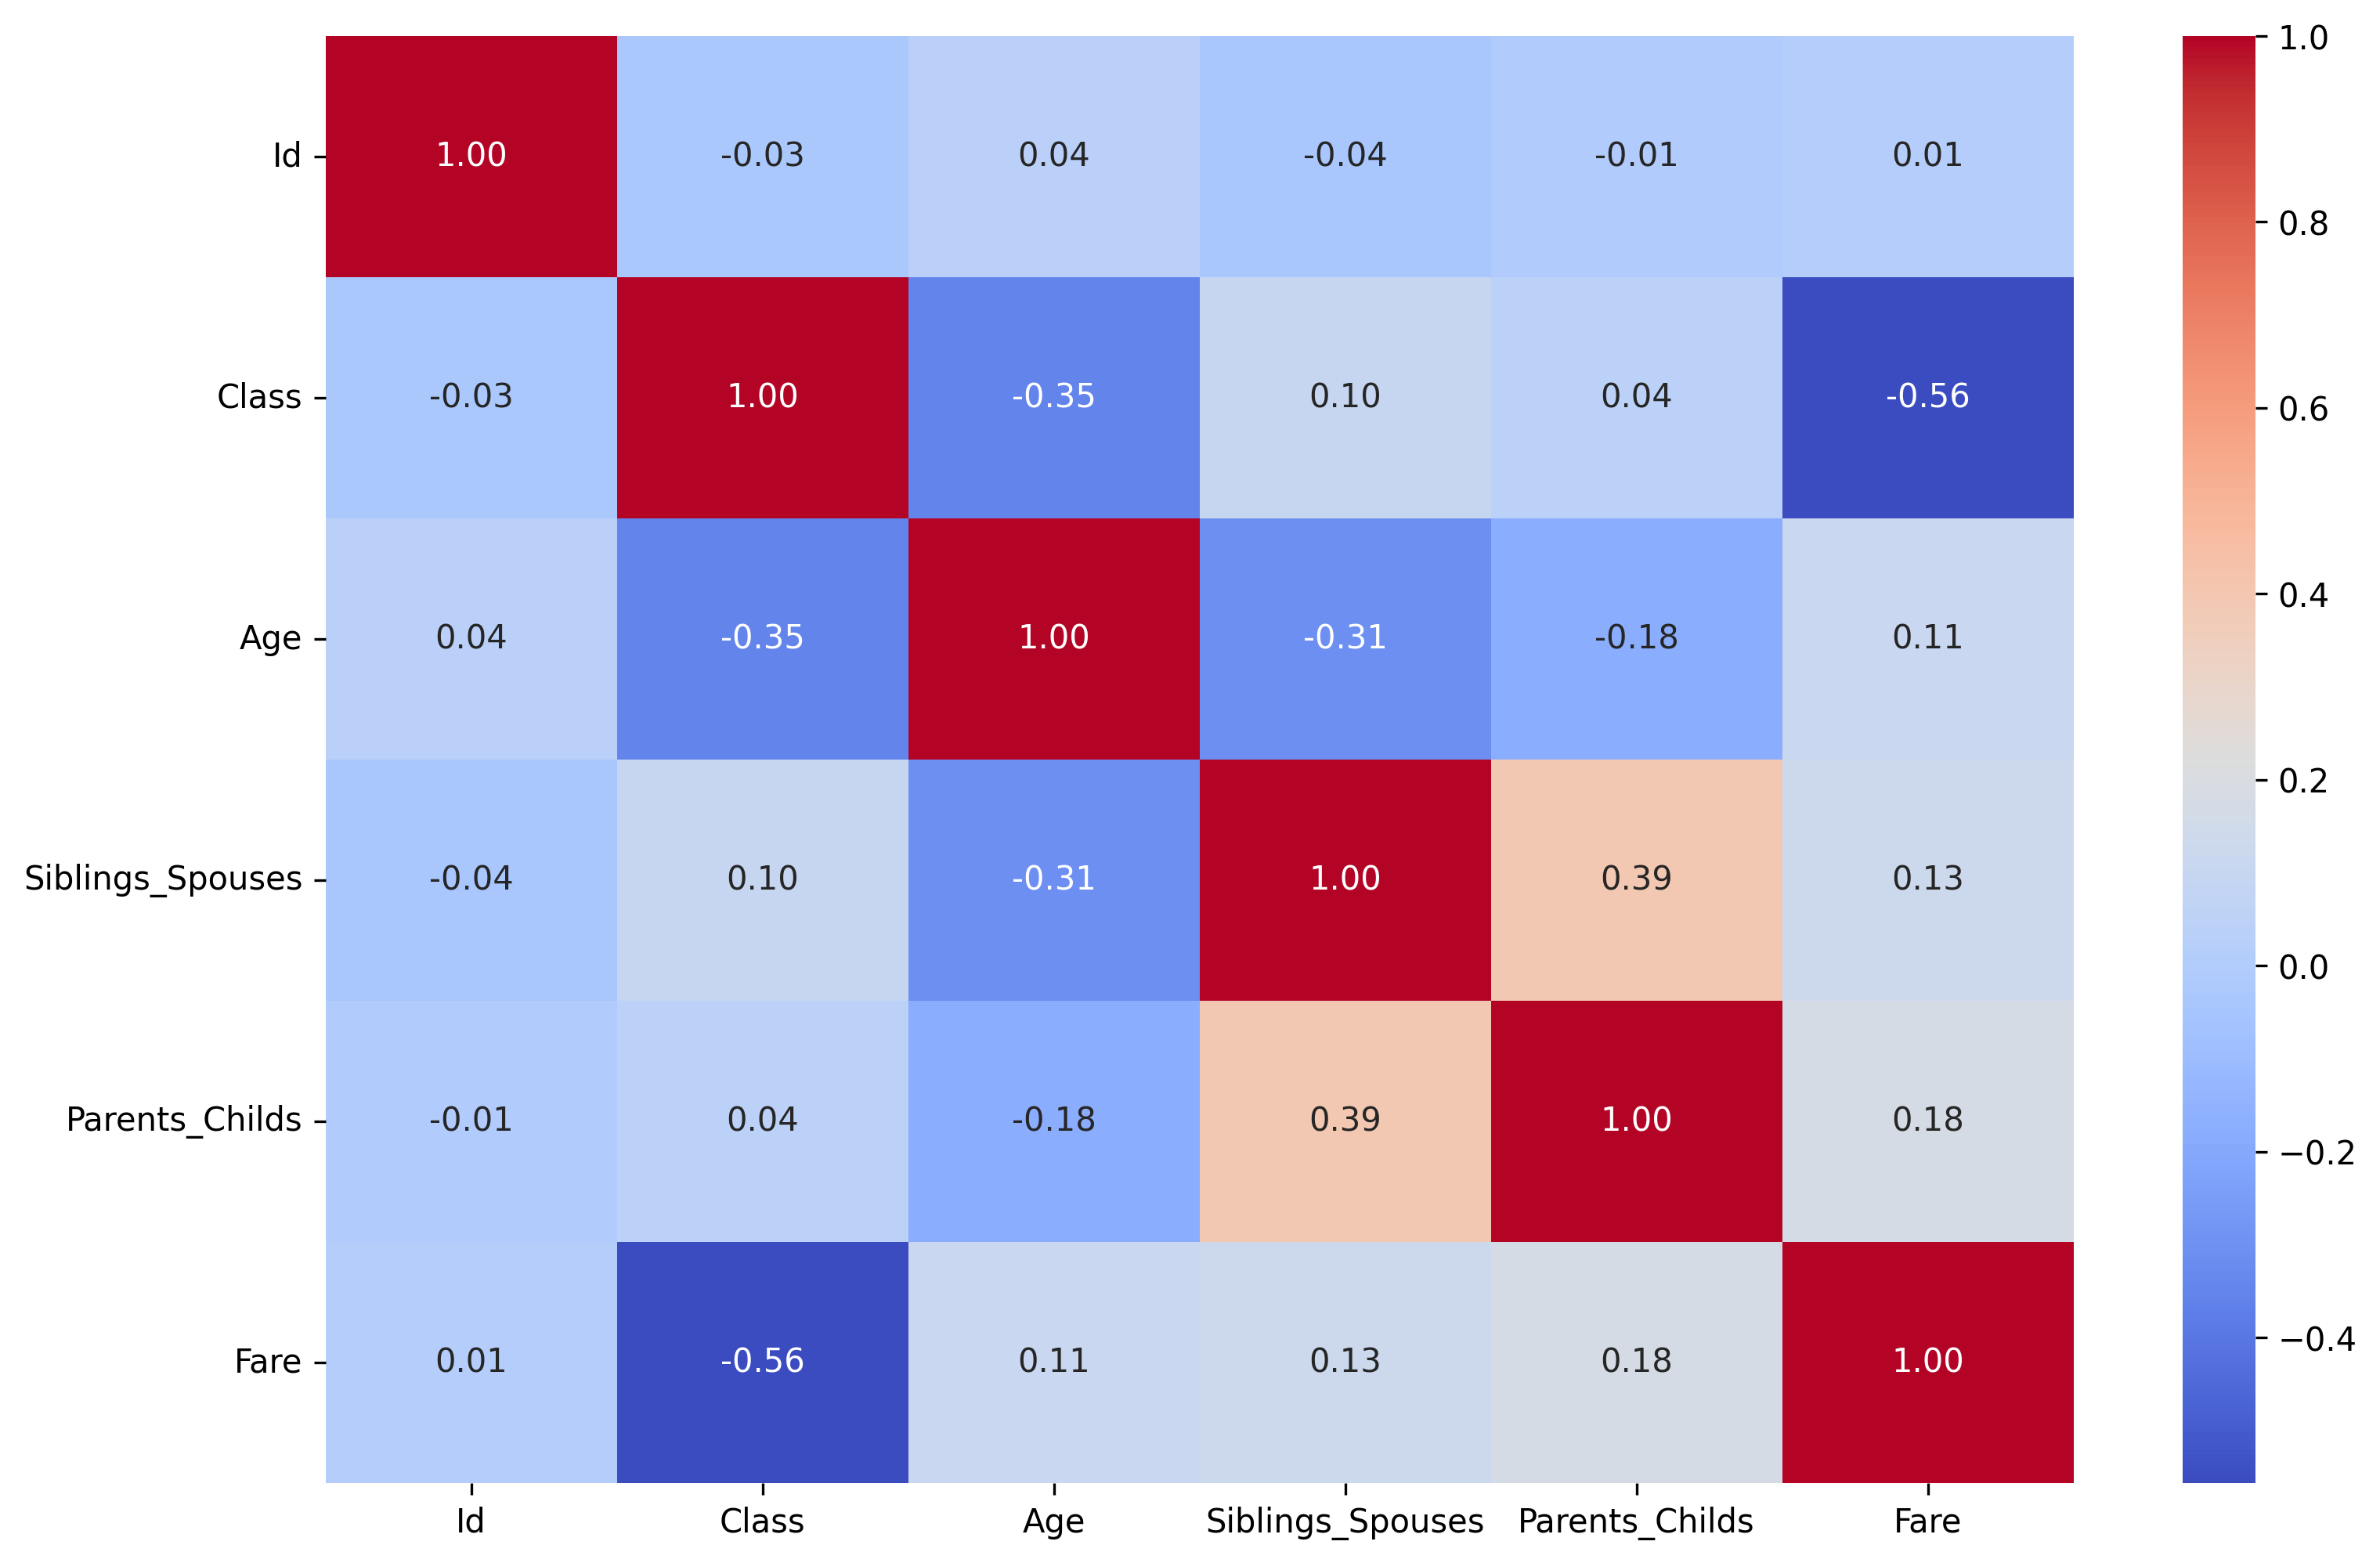 Id 1.00 -0.03 0.04 -0.04 -0.01 0.01
Class -0.03 1.00 -0.35 0.10 0.04 -0.56
Age 0.04 -0.35 1.00 -0.31 -0.18 0.11
Siblings_Spouses -0.04 0.10 -0.31 1.00 0.39 0.13
Parents_Childs -0.01 0.04 -0.18 0.39 1.00 0.18
Fare 0.01 -0.56 0.11 0.13 0.18 1.00
Id Class Age Siblings_Spouses Parents_Childs Fare
1.0
0.8
0.6
0.4
0.2
0.0
−0.2
−0.4